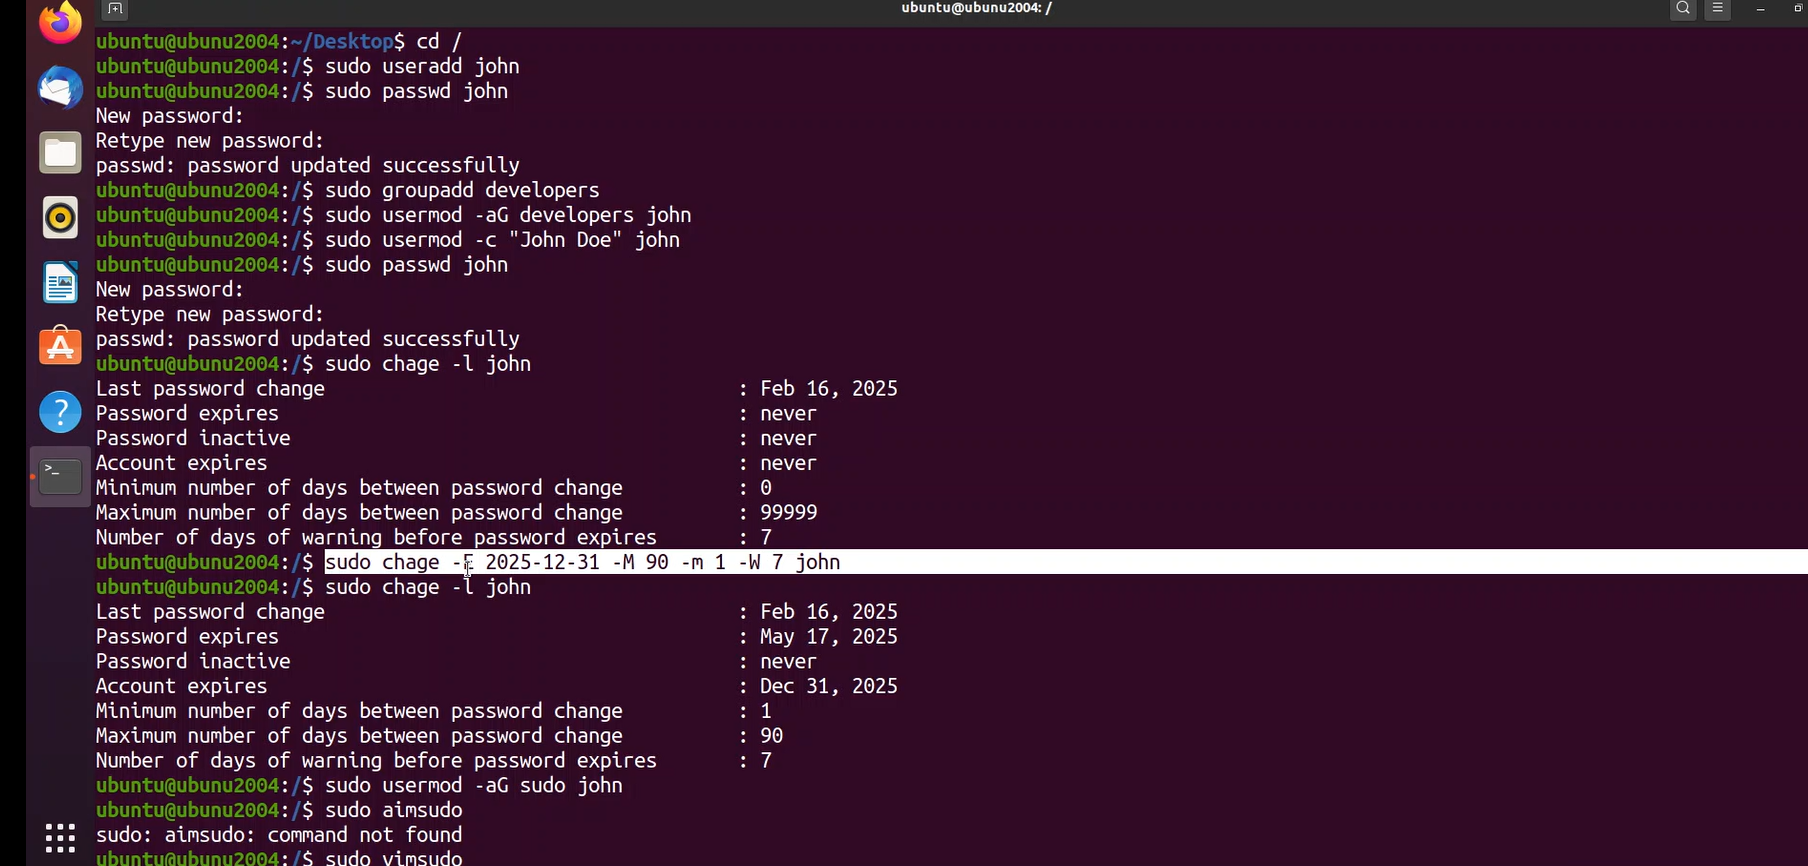 ubuntu@ubunu2004: /
ubuntu@ubunu2004:~/Desktop$ cd /
ubuntu@ubunu2004:/$ sudo useradd john
ubuntu@ubunu2004:/$ sudo passwd john
New password:
Retype new password:
passwd: password updated successfully
ubuntu@ubunu2004:/$ sudo groupadd developers
ubuntu@ubunu2004:/$ sudo usermod -aG developers john
ubuntu@ubunu2004:/$ sudo usermod -c "John Doe" john
ubuntu@ubunu2004:/$ sudo passwd john
New password:
Retype new password:
passwd: password updated successfully
ubuntu@ubunu2004:/$ sudo chage -l john
Last password change : Feb 16, 2025
Password expires : never
Password inactive : never
Account expires : never
Minimum number of days between password change : 0
Maximum number of days between password change : 99999
Number of days of warning before password expires : 7
ubuntu@ubunu2004:/$ sudo chage -E 2025-12-31 -M 90 -m 1 -W 7 john
ubuntu@ubunu2004:/$ sudo chage -l john
Last password change : Feb 16, 2025
Password expires : May 17, 2025
Password inactive : never
Account expires : Dec 31, 2025
Minimum number of days between password change : 1
Maximum number of days between password change : 90
Number of days of warning before password expires : 7
ubuntu@ubunu2004:/$ sudo usermod -aG sudo john
ubuntu@ubunu2004:/$ sudo aimsudo
sudo: aimsudo: command not found
ubuntu@ubunu2004:/$ sudo vimsudo